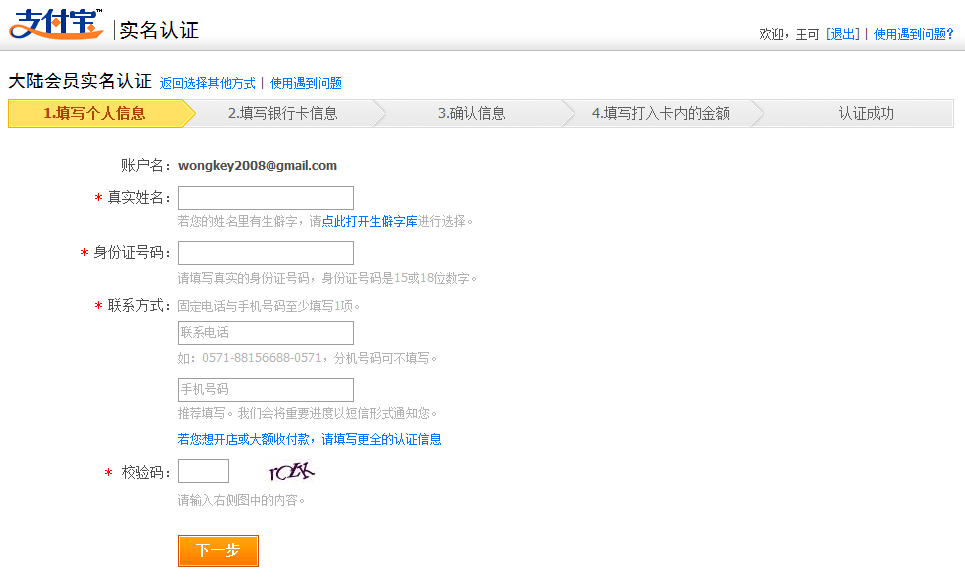 支付宝™ | 实名认证
欢迎，王可 [退出] | 使用遇到问题？
大陆会员实名认证 返回选择其他方式 | 使用遇到问题
1.填写个人信息 2.填写银行卡信息 3.确认信息 4.填写打入卡内的金额 认证成功
账户名： wongkey2008@gmail.com
* 真实姓名：
若您的姓名里有生僻字，请点此打开生僻字库进行选择。
* 身份证号码：
请填写真实的身份证号码，身份证号码是15或18位数字。
* 联系方式： 固定电话与手机号码至少填写1项。
联系电话
如：0571-88156688-0571，分机号码可不填写。
手机号码
推荐填写。我们会将重要进度以短信形式通知您。
若您想开店或大额收付款，请填写更全的认证信息
* 校验码：
请输入右侧图中的内容。
下一步